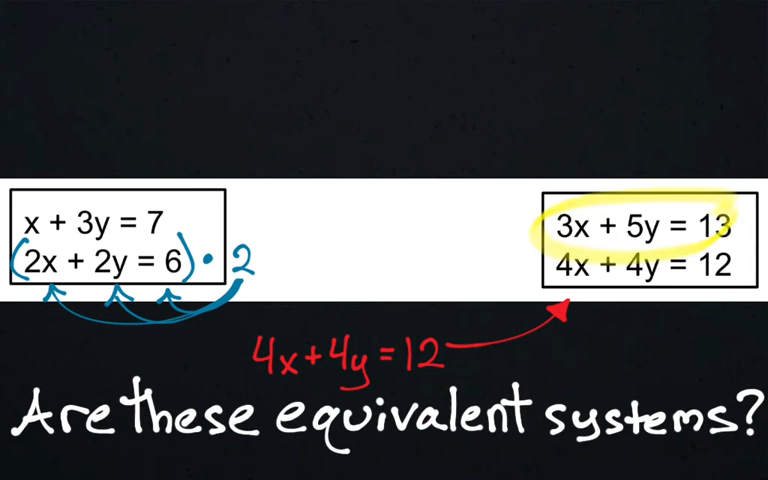 x + 3y = 7
(2x + 2y = 6) • 2
3x + 5y = 13
4x + 4y = 12
4x+4y=12
Are these equivalent systems?